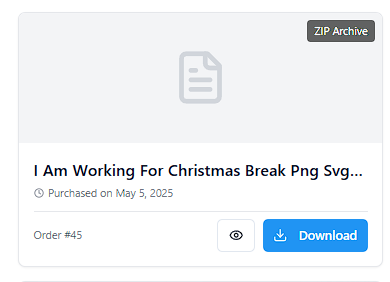 ZIP Archive
I Am Working For Christmas Break Png Svg...
Purchased on May 5, 2025
Order #45
Download